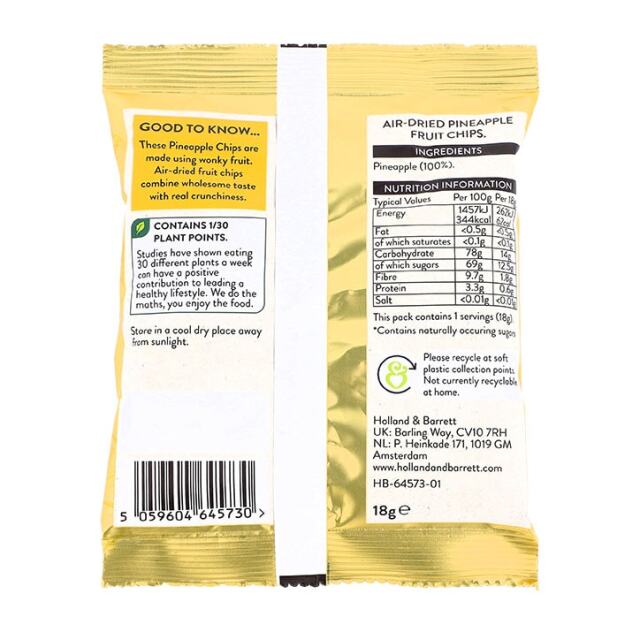 GOOD TO KNOW...
These Pineapple Chips are
made using wonky fruit.
Air-dried fruit chips
combine wholesome taste
with real crunchiness.
CONTAINS 1/30
PLANT POINTS.
Studies have shown eating
30 different plants a week
can have a positive
contribution to leading a
healthy lifestyle. We do the
maths, you enjoy the food.
Store in a cool dry place away
from sunlight.
5 059604 645730 >
AIR-DRIED PINEAPPLE
FRUIT CHIPS.
INGREDIENTS
Pineapple (100%).
NUTRITION INFORMATION
Typical Values Per 100g Per 18g
Energy 1457kJ 262kJ
344kcal 62kcal
Fat <0.5g <0.5g
of which saturates <0.1g <0.1g
Carbohydrate 78g 14g
of which sugars 69g 12.5g
Fibre 9.7g 1.8g
Protein 3.3g 0.6g
Salt <0.01g <0.01g
This pack contains 1 servings (18g).
*Contains naturally occuring sugars
Please recycle at soft
plastic collection points.
Not currently recyclable
at home.
Holland & Barrett
UK: Barling Way, CV10 7RH
NL: P. Heinkade 171, 1019 GM
Amsterdam
www.hollandandbarrett.com
HB-64573-01
18g e